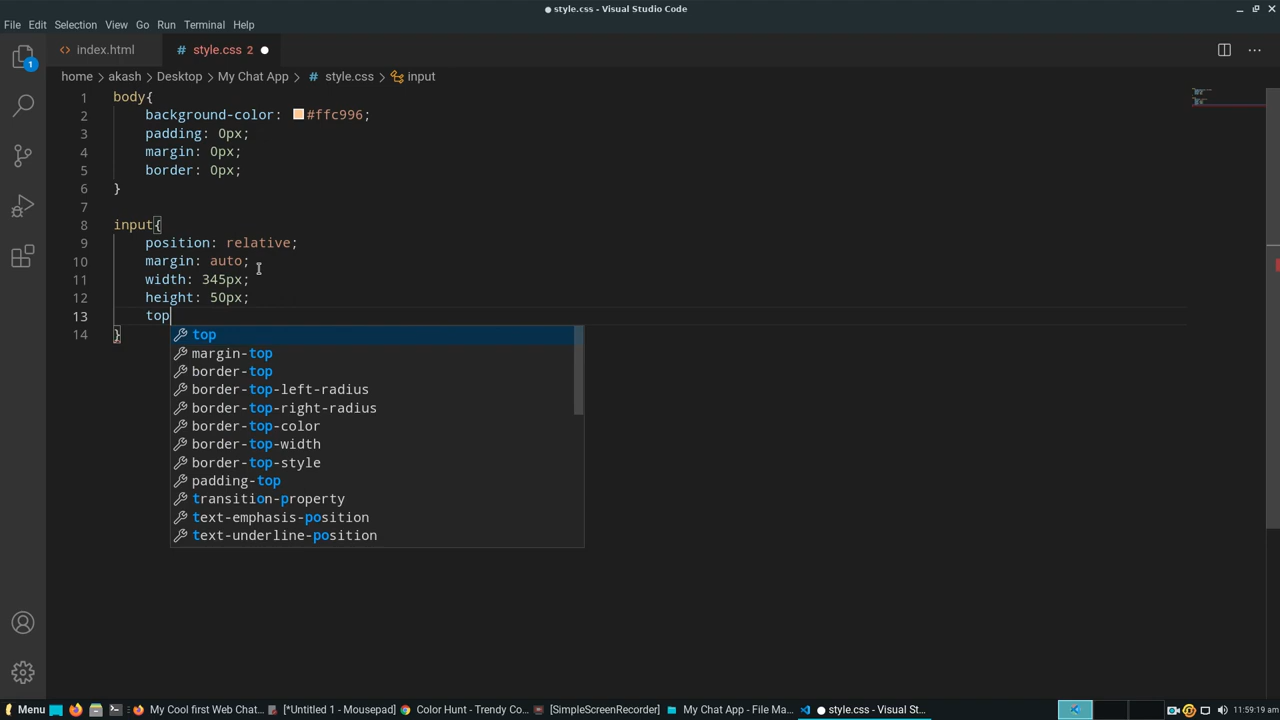 style.css - Visual Studio Code
File Edit Selection View Go Run Terminal Help
1
index.html
# style.css 2
home > akash > Desktop > My Chat App > # style.css > input
1 body{
2 background-color: #ffc996;
3 padding: 0px;
4 margin: 0px;
5 border: 0px;
6 }
7
8 input{
9 position: relative;
10 margin: auto;
11 width: 345px;
12 height: 50px;
13 top
14 }
top
margin-top
border-top
border-top-left-radius
border-top-right-radius
border-top-color
border-top-width
border-top-style
padding-top
transition-property
text-emphasis-position
text-underline-position
Menu My Cool first Web Chat... [*Untitled 1 - Mousepad] Color Hunt - Trendy Co... [SimpleScreenRecorder] My Chat App - File Ma... style.css - Visual St... 11:59:19 am